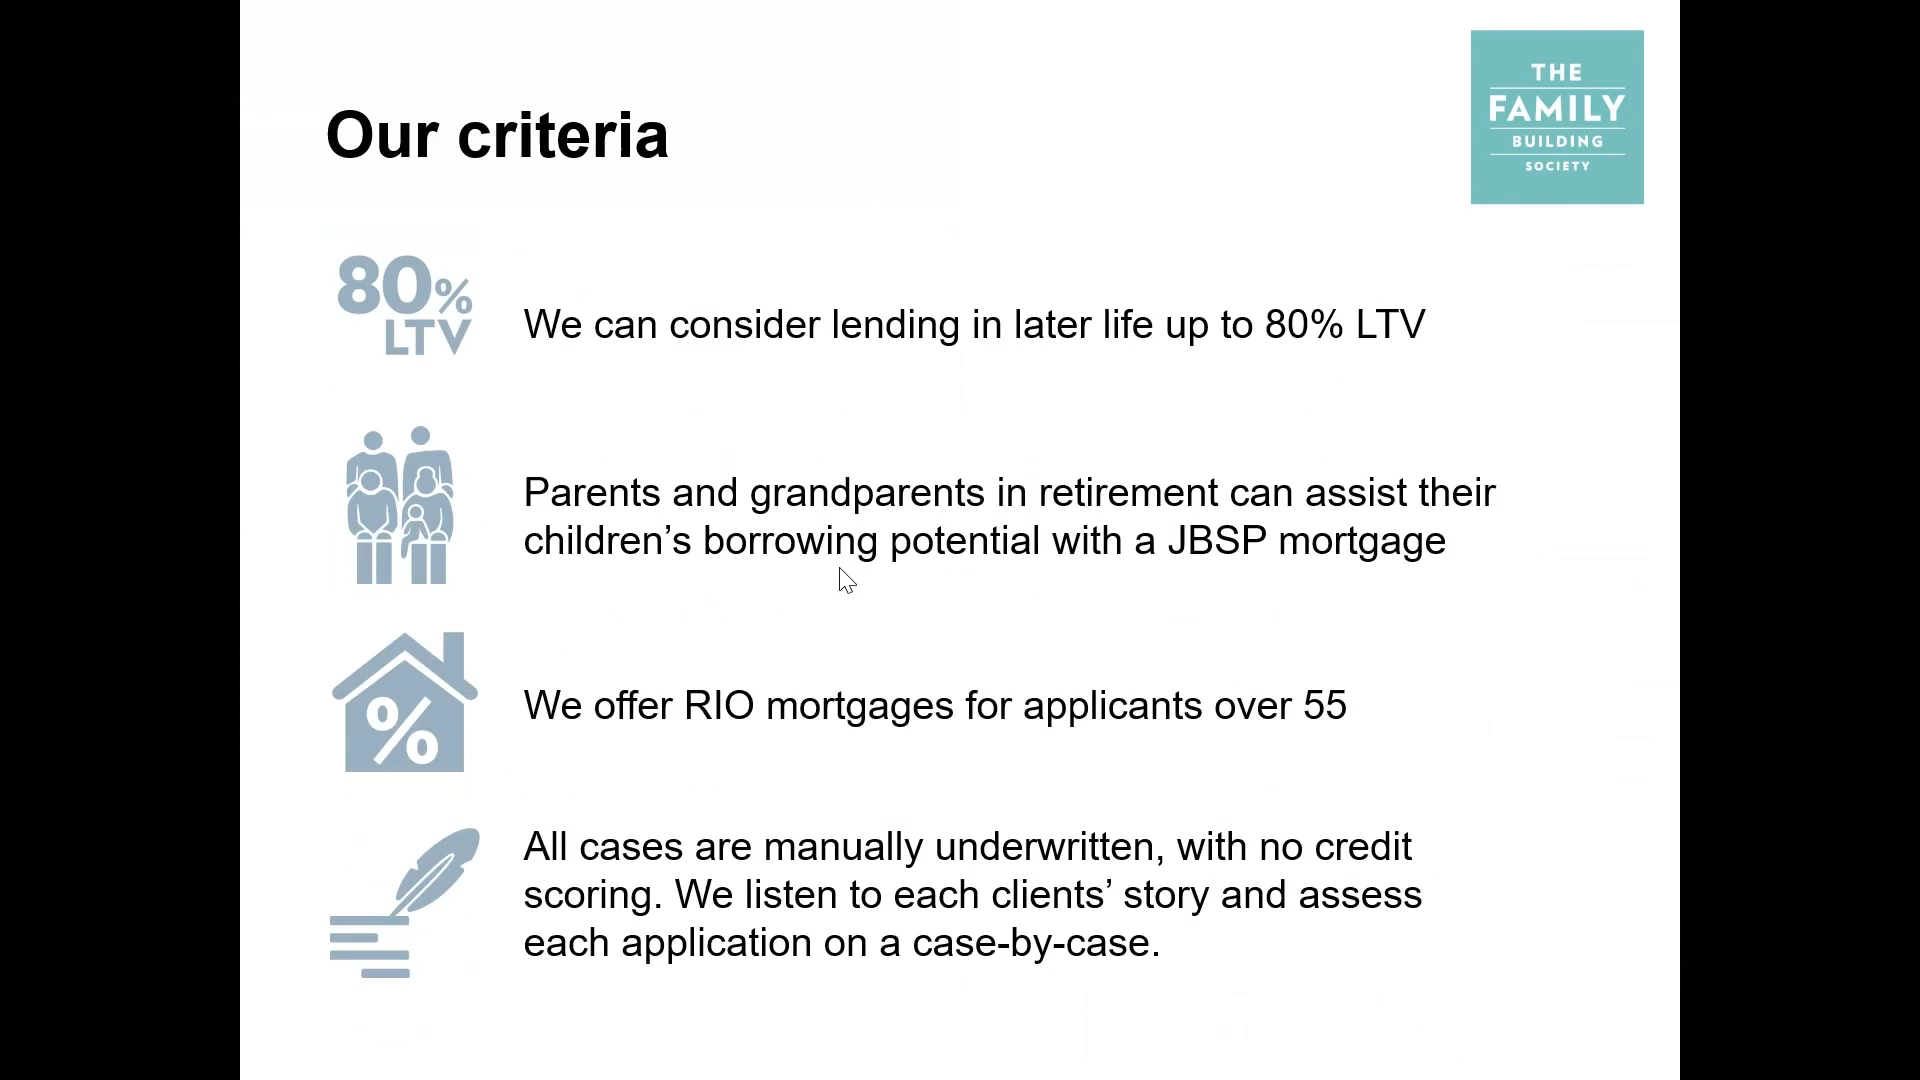 THE
FAMILY
BUILDING
SOCIETY
Our criteria
80%
LTV
We can consider lending in later life up to 80% LTV
Parents and grandparents in retirement can assist their
children’s borrowing potential with a JBSP mortgage
%
We offer RIO mortgages for applicants over 55
All cases are manually underwritten, with no credit
scoring. We listen to each clients’ story and assess
each application on a case-by-case.